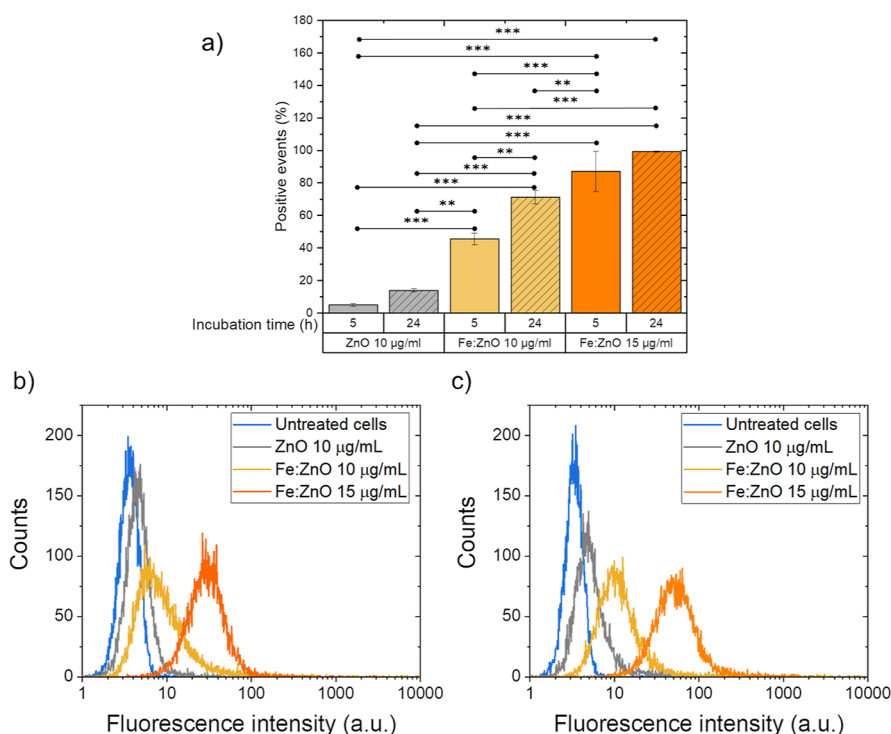 a)
Positive events (%)
180
160
140
120
100
80
60
40
20
0
***
***
***
**
***
***
***
**
***
***
**
***
Incubation time (h)
5 24 5 24 5 24
ZnO 10 µg/ml Fe:ZnO 10 µg/ml Fe:ZnO 15 µg/ml
b)
Counts
200
150
100
50
0
Untreated cells
ZnO 10 µg/mL
Fe:ZnO 10 µg/mL
Fe:ZnO 15 µg/mL
1 10 100 1000 10000
Fluorescence intensity (a.u.)
c)
Counts
200
150
100
50
0
Untreated cells
ZnO 10 µg/mL
Fe:ZnO 10 µg/mL
Fe:ZnO 15 µg/mL
1 10 100 1000 10000
Fluorescence intensity (a.u.)